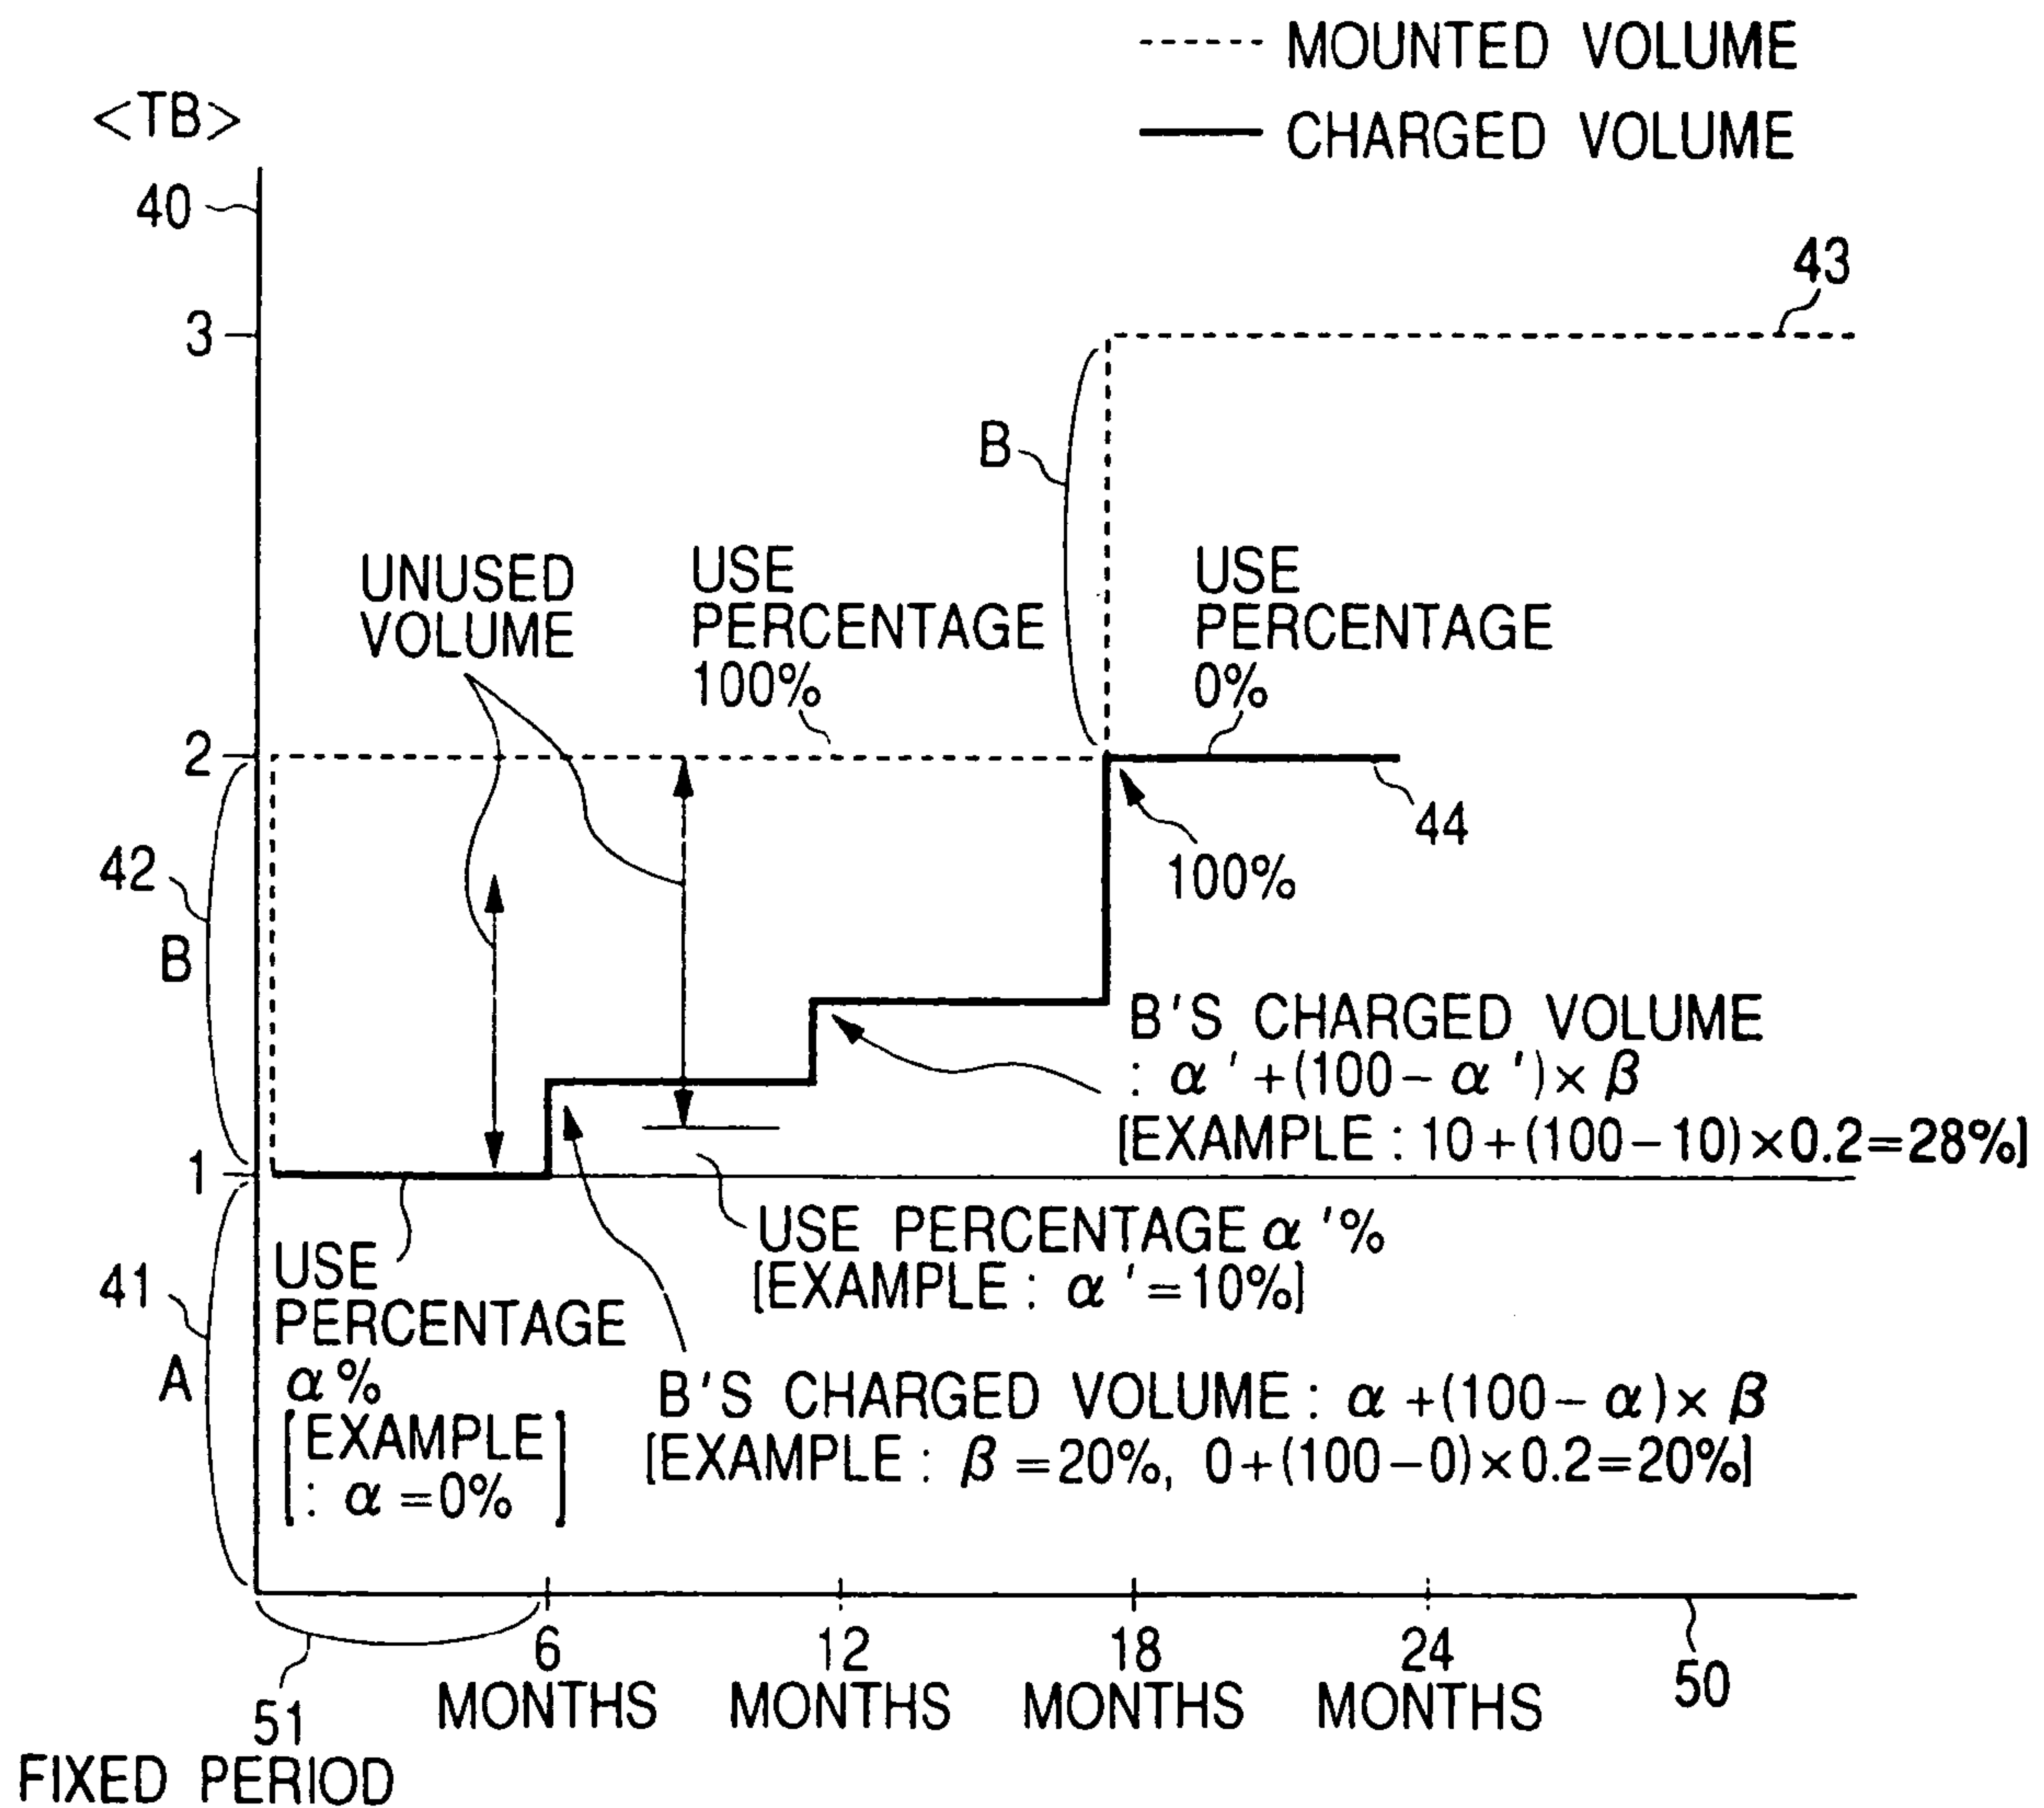 MOUNTED VOLUME
CHARGED VOLUME
<TB>
40
3
43
B
UNUSED
VOLUME
USE
PERCENTAGE
100%
USE
PERCENTAGE
0%
2
44
100%
42
B
B'S CHARGED VOLUME
: α'+(100-α')×β
[EXAMPLE : 10+(100-10)×0.2=28%]
1
USE PERCENTAGE α'%
[EXAMPLE : α'=10%]
41
A
USE
PERCENTAGE
α%
[EXAMPLE
: α=0%]
B'S CHARGED VOLUME : α+(100-α)×β
[EXAMPLE : β=20%, 0+(100-0)×0.2=20%]
6
MONTHS
12
MONTHS
18
MONTHS
24
MONTHS
50
51
FIXED PERIOD